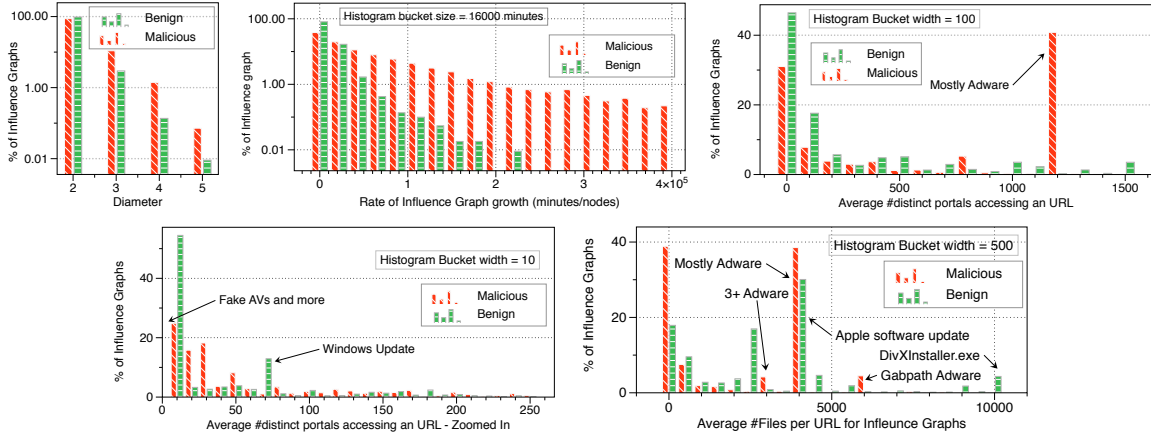 % of Influence Graphs
100.00
1.00
0.01
Benign
Malicious
2 3 4 5
Diameter
% of Influence graph
100.00
1.00
0.01
Histogram bucket size = 16000 minutes
Malicious
Benign
0 1 2 3 4×10⁵
Rate of Influence Graph growth (minutes/nodes)
% of Influence Graphs
40
20
0
Histogram Bucket width = 100
Benign
Malicious
Mostly Adware
0 500 1000 1500
Average #distinct portals accessing an URL
% of Influence Graphs
40
20
0
Histogram Bucket width = 10
Malicious
Benign
Fake AVs and more
Windows Update
0 50 100 150 200 250
Average #distinct portals accessing an URL - Zoomed In
% of Influence Graphs
40
20
0
Histogram Bucket width = 500
Malicious
Benign
Mostly Adware
3+ Adware
Apple software update
DivXInstaller.exe
Gabpath Adware
0 5000 10000
Average #Files per URL for Infleunce Graphs